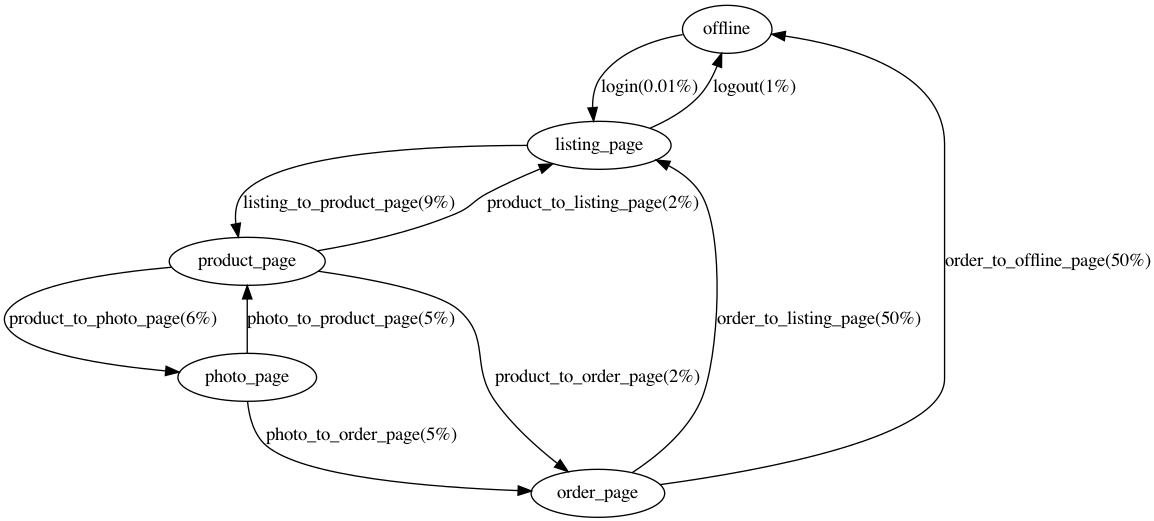 offline
login(0.01%)
logout(1%)
listing_page
listing_to_product_page(9%)
product_to_listing_page(2%)
product_page
order_to_offline_page(50%)
product_to_photo_page(6%)
photo_to_product_page(5%)
order_to_listing_page(50%)
photo_page
product_to_order_page(2%)
photo_to_order_page(5%)
order_page